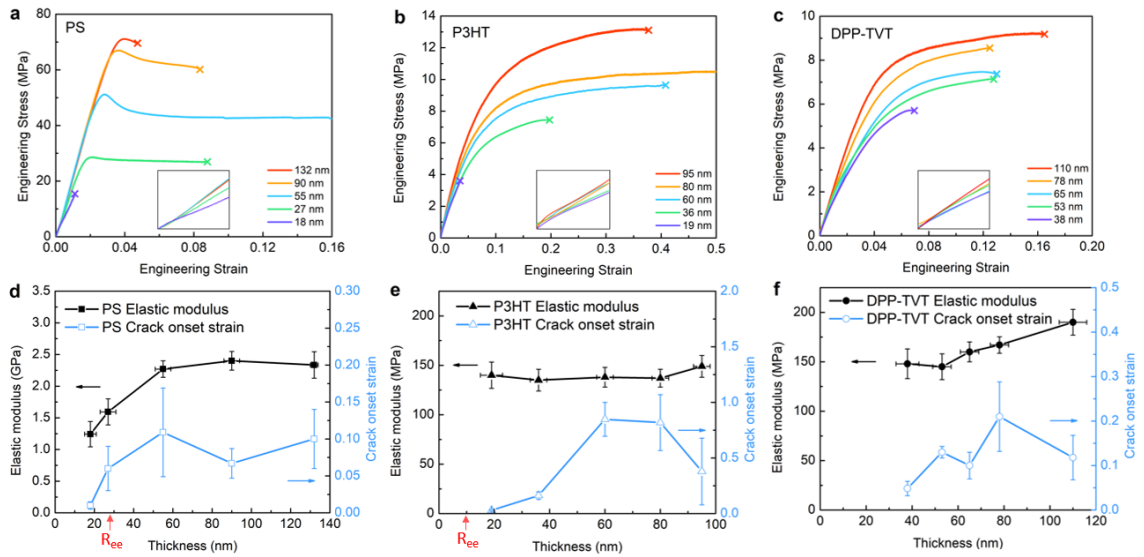 a
PS
Engineering Stress (MPa)
80
60
40
20
0
0.00 0.04 0.08 0.12 0.16
Engineering Strain
132 nm
90 nm
55 nm
27 nm
18 nm
b
P3HT
Engineering Stress (MPa)
14
12
10
8
6
4
2
0
0.0 0.1 0.2 0.3 0.4 0.5
Engineering Strain
95 nm
80 nm
60 nm
36 nm
19 nm
c
DPP-TVT
Engineering Stress (MPa)
10
8
6
4
2
0
0.00 0.04 0.08 0.12 0.16 0.20
Engineering Strain
110 nm
78 nm
65 nm
53 nm
38 nm
d
PS Elastic modulus
PS Crack onset strain
Elastic modulus (GPa)
3.5
3.0
2.5
2.0
1.5
1.0
0.5
0.0
0 20 40 60 80 100 120 140
Ree
Thickness (nm)
0.30
0.25
0.20
0.15
0.10
0.05
0.00
Crack onset strain
e
P3HT Elastic modulus
P3HT Crack onset strain
Elastic modulus (MPa)
200
150
100
50
0
0 20 40 60 80 100
Ree
Thickness (nm)
2.0
1.5
1.0
0.5
0.0
Crack onset strain
f
DPP-TVT Elastic modulus
DPP-TVT Crack onset strain
Elastic modulus (MPa)
200
150
100
50
0
0 20 40 60 80 100 120
Thickness (nm)
0.5
0.4
0.3
0.2
0.1
0.0
Crack onset strain